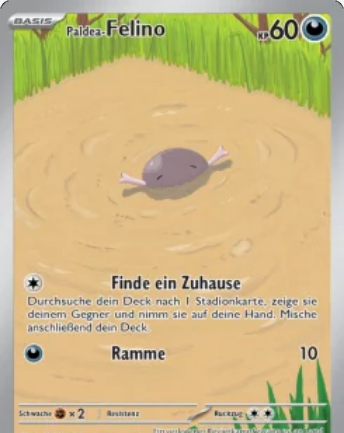 BASIS Paldea-Felino KP60
Finde ein Zuhause
Durchsuche dein Deck nach 1 Stadionkarte, zeige sie
deinem Gegner und nimm sie auf deine Hand. Mische
anschließend dein Deck.
Ramme 10
Schwäche x2 Resistenz Rückzug